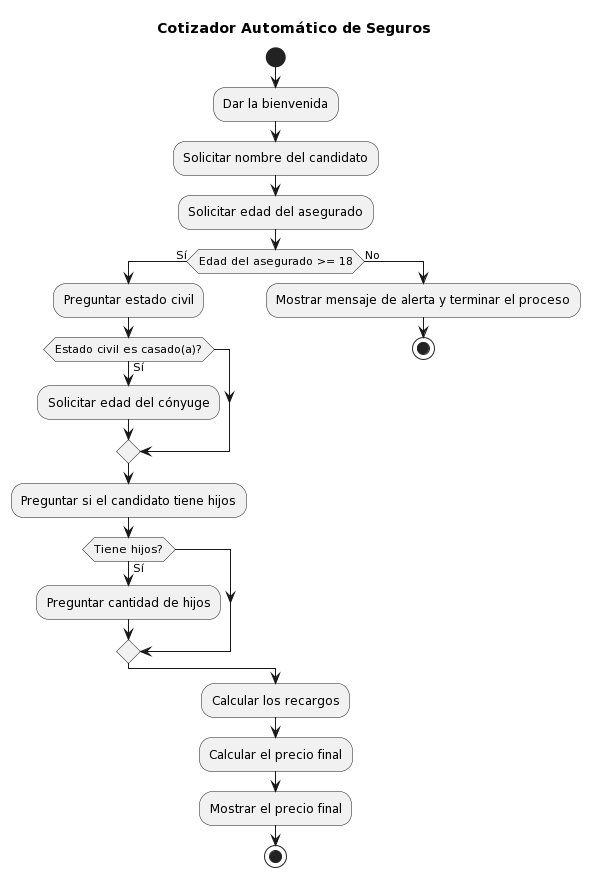 Cotizador Automático de Seguros
Dar la bienvenida
Solicitar nombre del candidato
Solicitar edad del asegurado
Sí
Edad del asegurado >= 18
No
Preguntar estado civil
Mostrar mensaje de alerta y terminar el proceso
Estado civil es casado(a)?
Sí
Solicitar edad del cónyuge
Preguntar si el candidato tiene hijos
Tiene hijos?
Sí
Preguntar cantidad de hijos
Calcular los recargos
Calcular el precio final
Mostrar el precio final